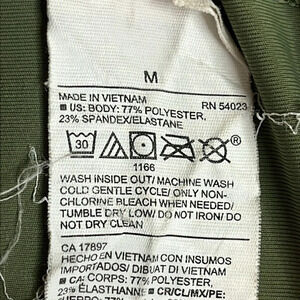 M
MADE IN VIETNAM RN 54023
■ US: BODY: 77% POLYESTER,
23% SPANDEX/ELASTANE
30
®
1166
WASH INSIDE OUT/ MACHINE WASH
COLD GENTLE CYCLE/ ONLY NON-
CHLORINE BLEACH WHEN NEEDED/
TUMBLE DRY LOW/ DO NOT IRON/ DO
NOT DRY CLEAN
CA 17897
HECHO EN VIETNAM CON INSUMOS
IMPORTADOS/ DIBUAT DI VIETNAM
■ CA: CORPS: 77% POLYESTER,
23% ÉLASTHANNE ■ CR/CL/MX/PE:
CUERPO: 77%